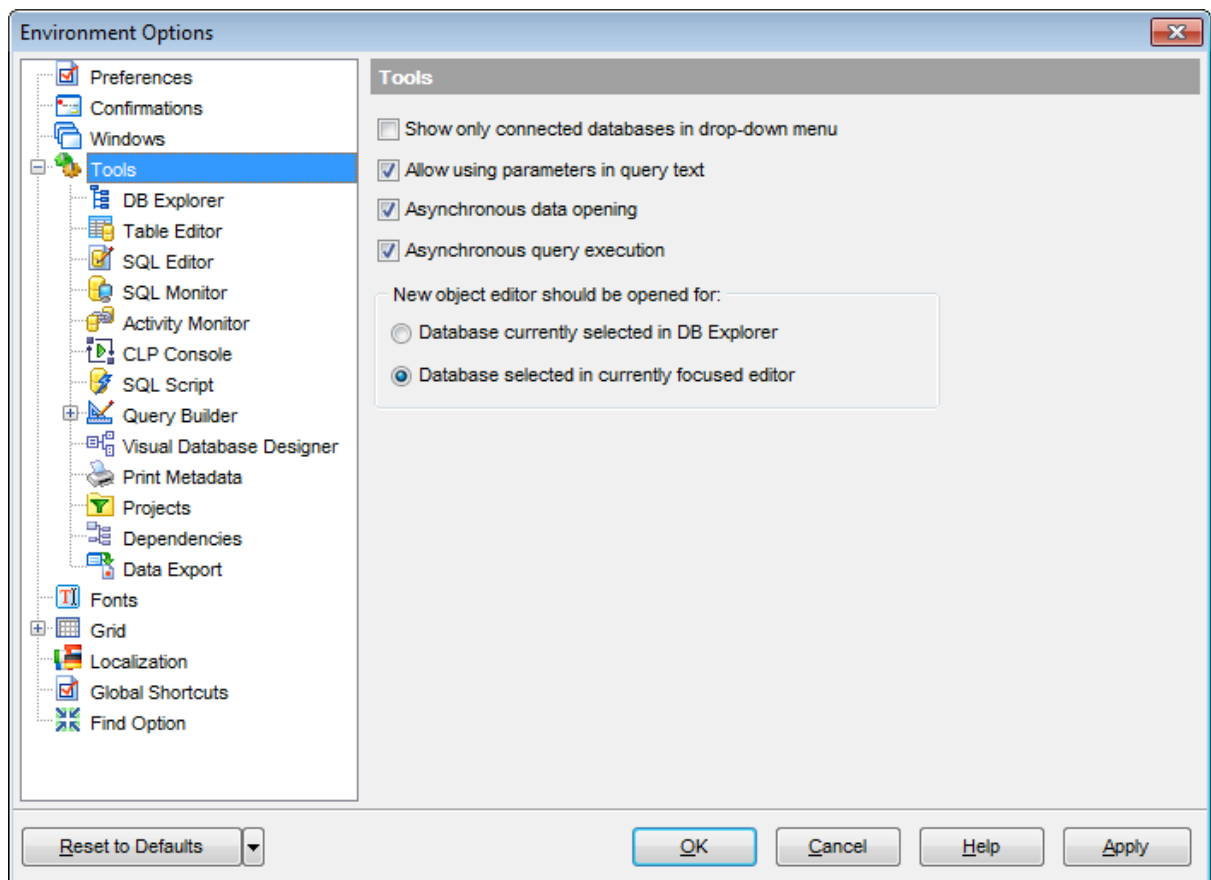 Environment Options
Preferences
Confirmations
Windows
Tools
DB Explorer
Table Editor
SQL Editor
SQL Monitor
Activity Monitor
CLP Console
SQL Script
Query Builder
Visual Database Designer
Print Metadata
Projects
Dependencies
Data Export
Fonts
Grid
Localization
Global Shortcuts
Find Option
Tools
Show only connected databases in drop-down menu
Allow using parameters in query text
Asynchronous data opening
Asynchronous query execution
New object editor should be opened for:
Database currently selected in DB Explorer
Database selected in currently focused editor
Reset to Defaults
OK
Cancel
Help
Apply